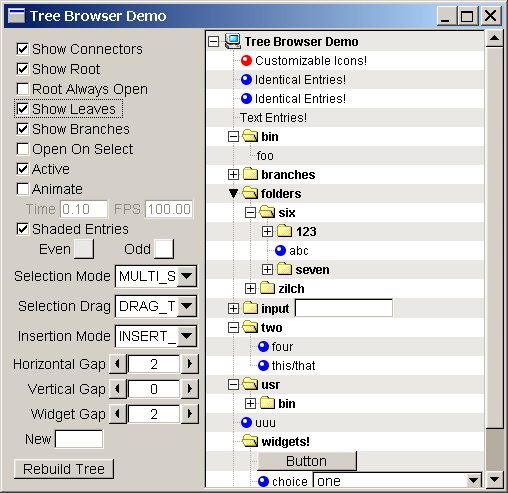 Tree Browser Demo
Show Connectors
Show Root
Root Always Open
Show Leaves
Show Branches
Open On Select
Active
Animate
Time 0.10 FPS 100.00
Shaded Entries
Even Odd
Selection Mode MULTI_S
Selection Drag DRAG_T
Insertion Mode INSERT_
Horizontal Gap 2
Vertical Gap 0
Widget Gap 2
New
Rebuild Tree
Tree Browser Demo
Customizable Icons!
Identical Entries!
Identical Entries!
Text Entries!
bin
foo
branches
folders
six
123
abc
seven
zilch
input
two
four
this/that
usr
bin
uuu
widgets!
Button
choice one